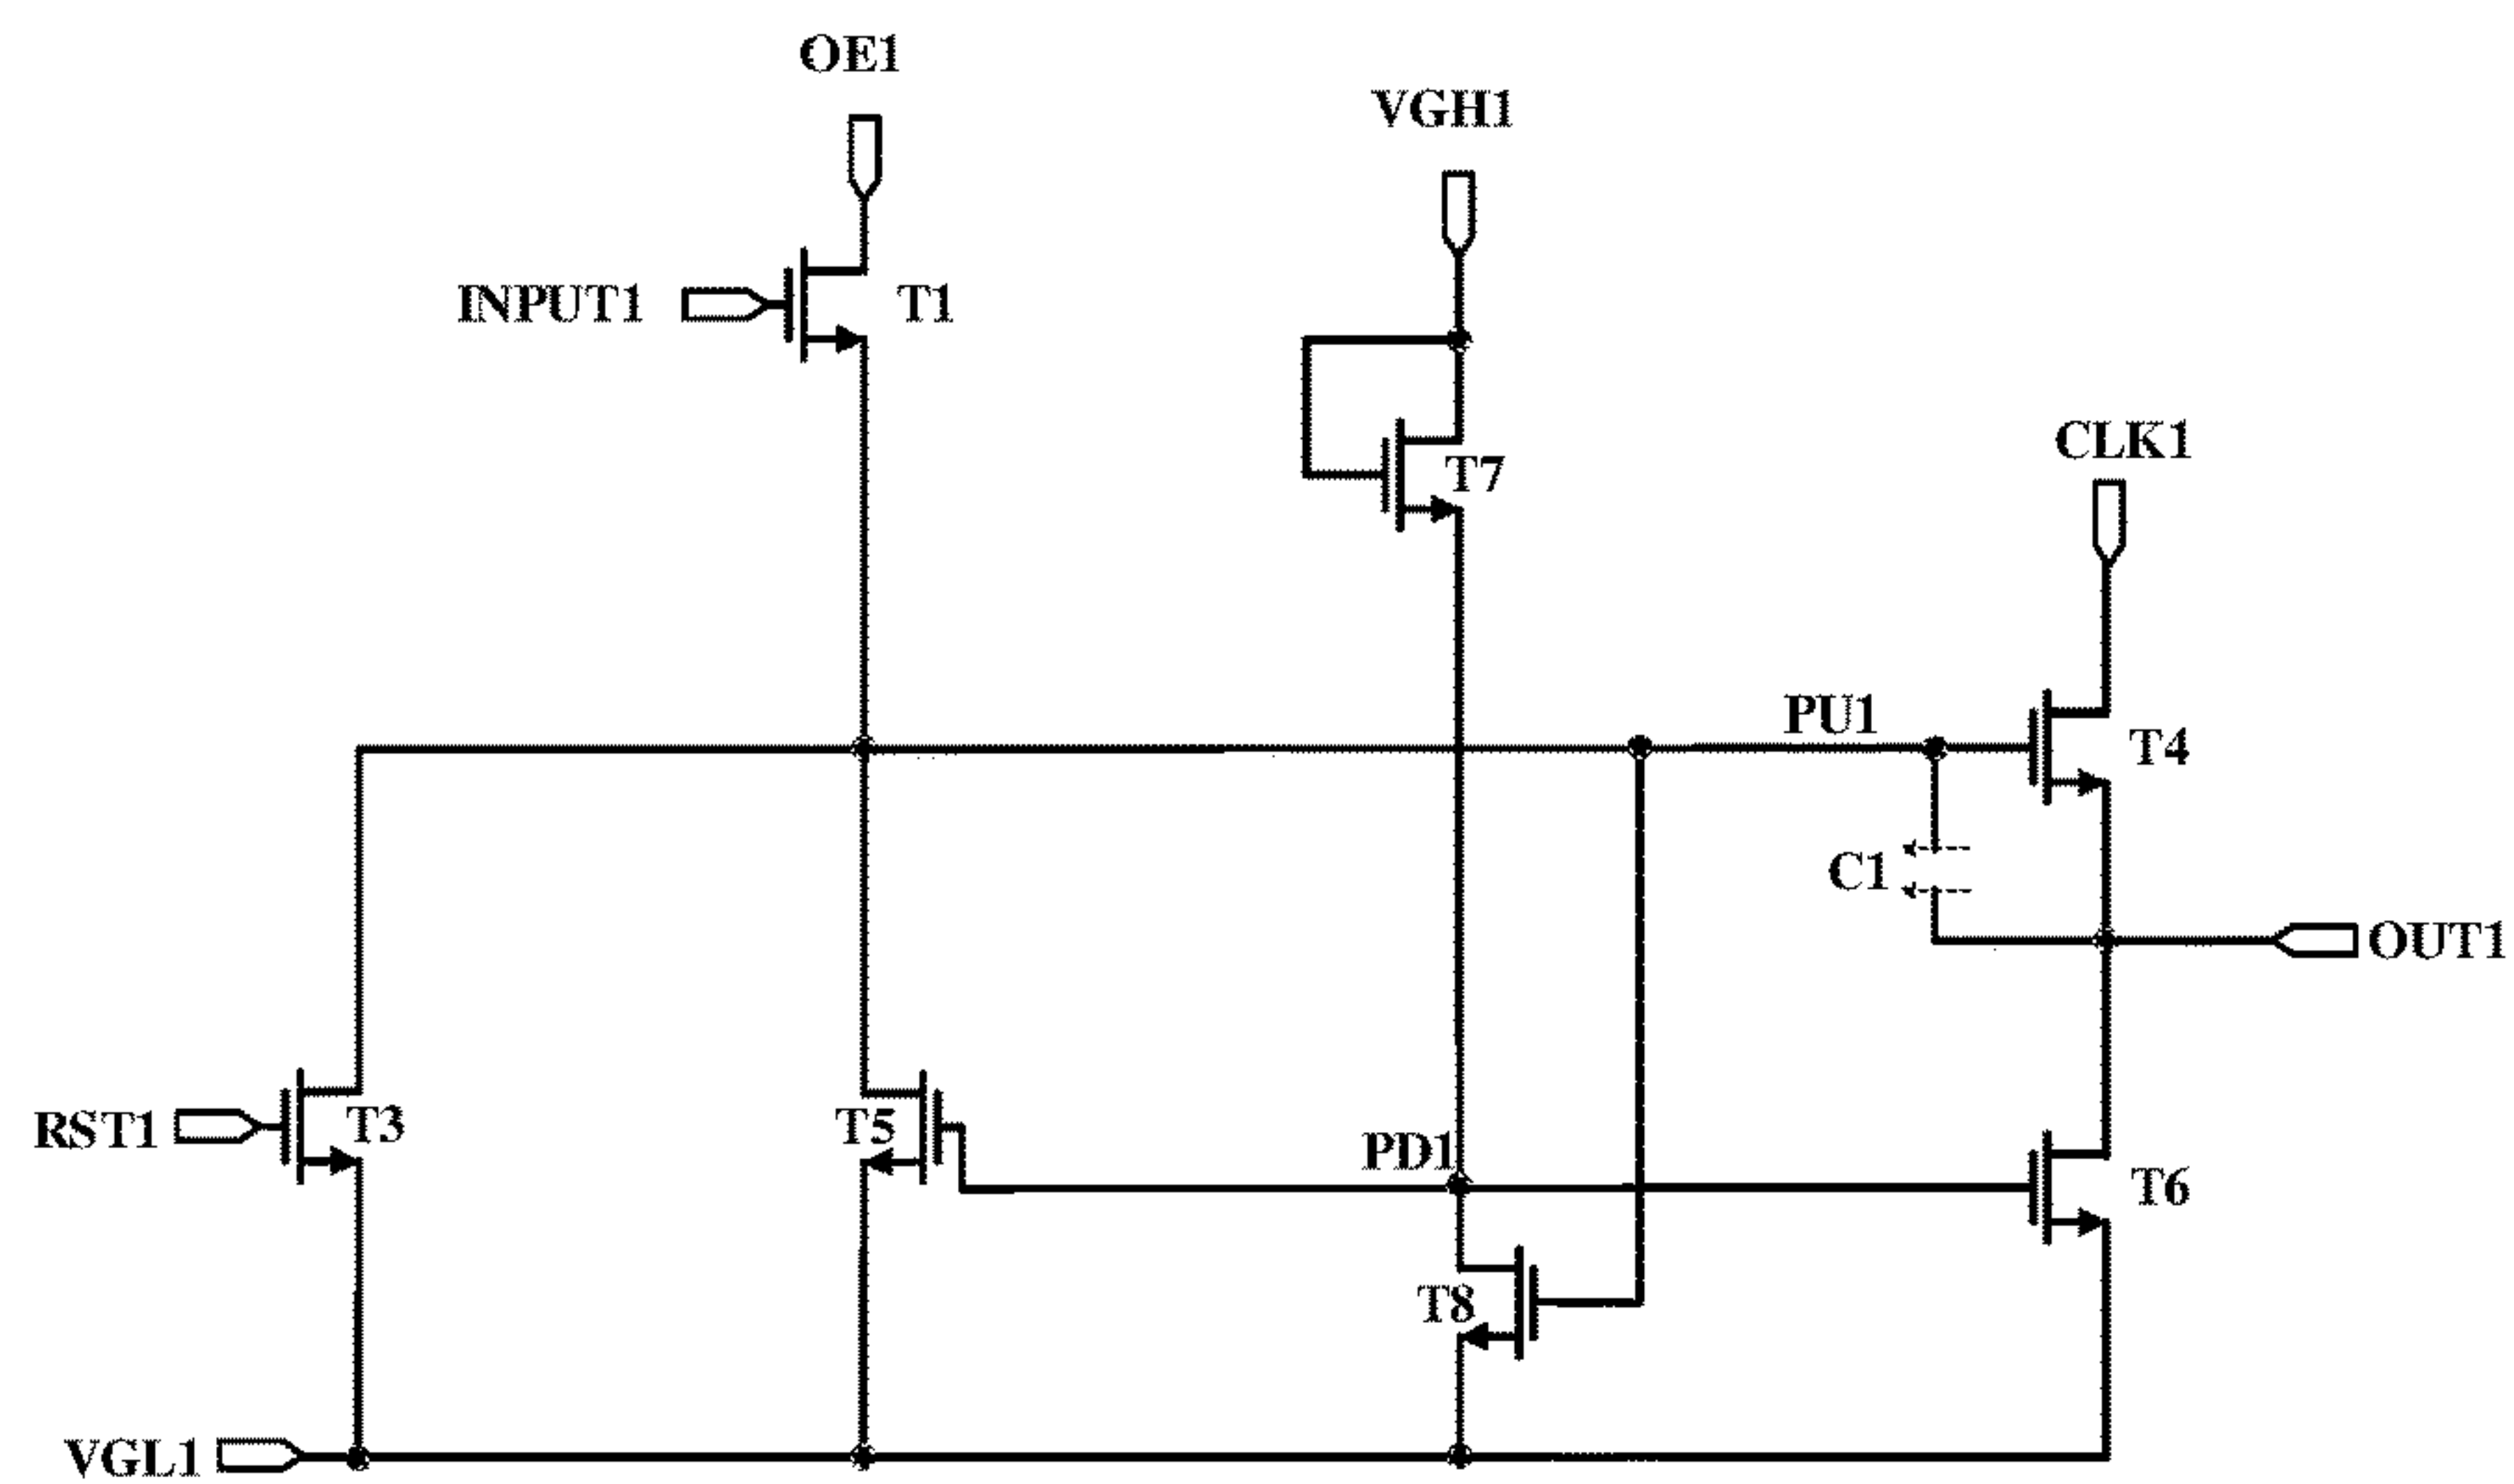 OE1
VGH1
INPUT1
T1
CLK1
T7
PU1
T4
C1
OUT1
RST1
T3
T5
PD1
T6
T8
VGL1